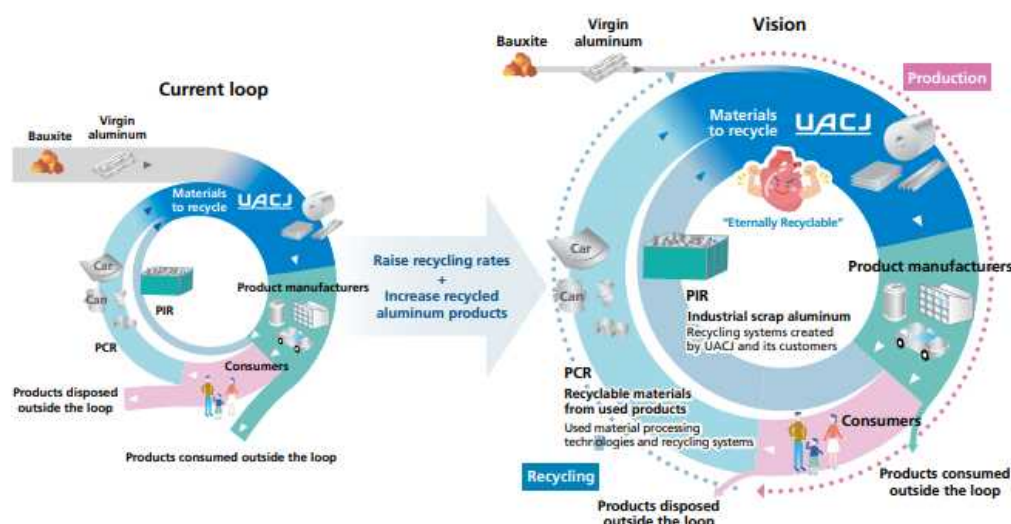 Current loop
Bauxite
Virgin
aluminum
Materials
to recycle
UACJ
Car
Can
PIR
PCR
Product manufacturers
Consumers
Products disposed
outside the loop
Products consumed outside the loop
Raise recycling rates
+
Increase recycled
aluminum products
Vision
Bauxite
Virgin
aluminum
Production
Materials
to recycle
UACJ
"Eternally Recyclable"
Car
Can
Product manufacturers
PIR
Industrial scrap aluminum
Recycling systems created
by UACJ and its customers
PCR
Recyclable materials
from used products
Used material processing
technologies and recycling systems
Consumers
Recycling
Products consumed
outside the loop
Products disposed
outside the loop